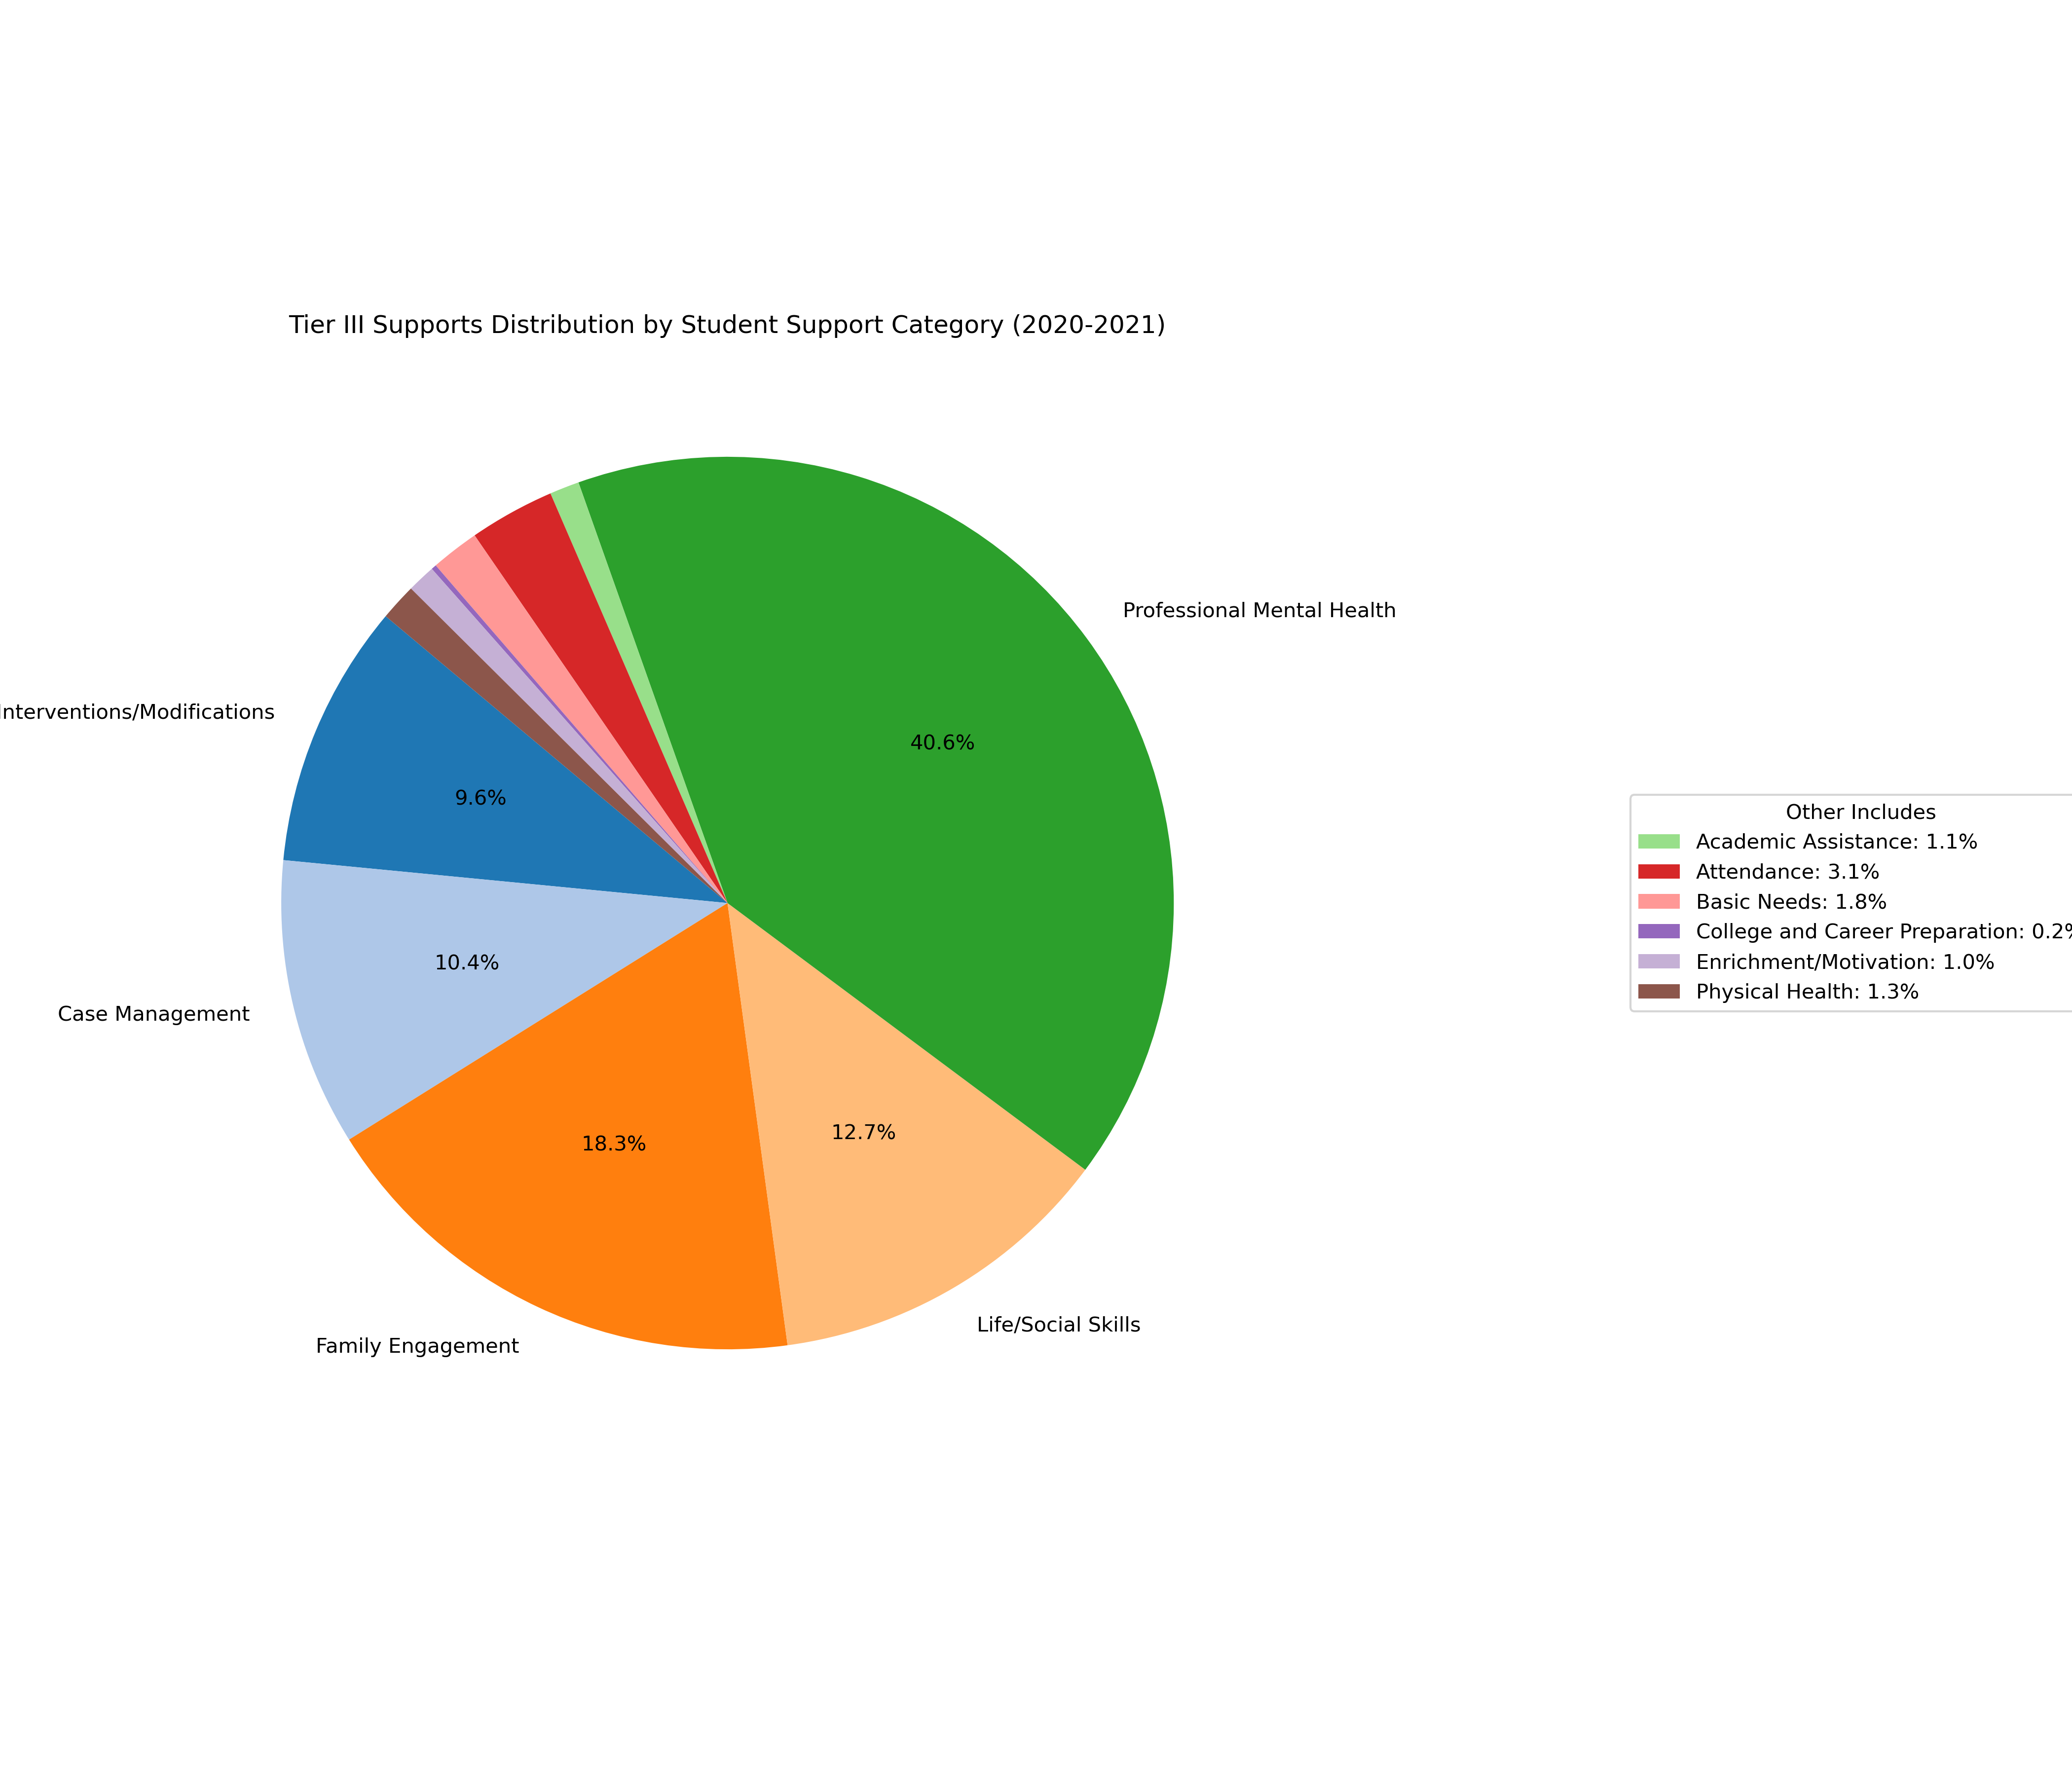 Tier III Supports Distribution by Student Support Category (2020-2021)
Professional Mental Health
40.6%
Interventions/Modifications
9.6%
10.4%
Case Management
18.3%
Family Engagement
12.7%
Life/Social Skills
Other Includes
Academic Assistance: 1.1%
Attendance: 3.1%
Basic Needs: 1.8%
College and Career Preparation: 0.2%
Enrichment/Motivation: 1.0%
Physical Health: 1.3%